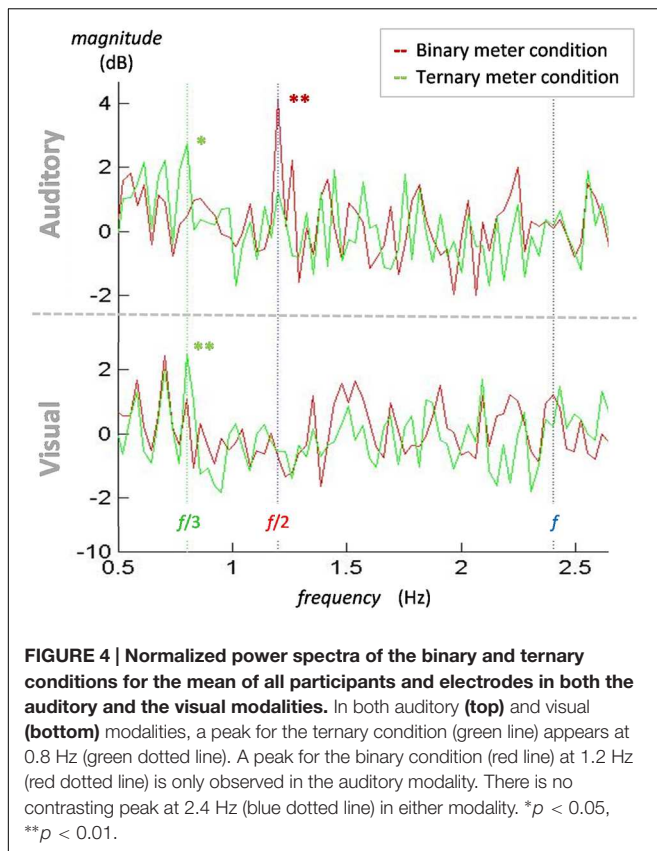 magnitude
(dB)
-- Binary meter condition
-- Ternary meter condition
4
**
*
2
0
-2
Auditory
**
2
0
-2
-10
Visual
f/3
f/2
f
0.5
1
1.5
2
2.5
frequency (Hz)
FIGURE 4 | Normalized power spectra of the binary and ternary
conditions for the mean of all participants and electrodes in both the
auditory and the visual modalities. In both auditory (top) and visual
(bottom) modalities, a peak for the ternary condition (green line) appears at
0.8 Hz (green dotted line). A peak for the binary condition (red line) at 1.2 Hz
(red dotted line) is only observed in the auditory modality. There is no
contrasting peak at 2.4 Hz (blue dotted line) in either modality. *p < 0.05,
**p < 0.01.